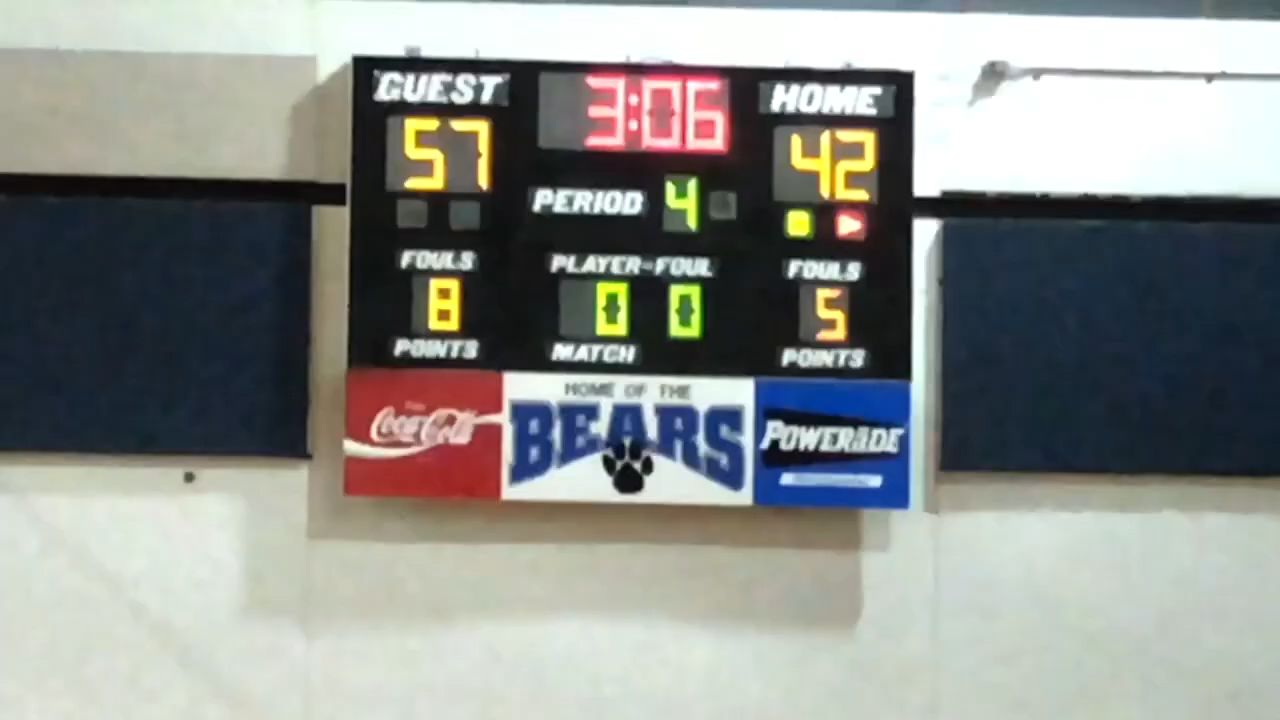 GUEST 3:06 HOME
57 42
PERIOD 4
FOULS PLAYER-FOUL FOULS
8 0 0 5
POINTS MATCH POINTS
HOME OF THE
Coca-Cola BEARS POWERADE